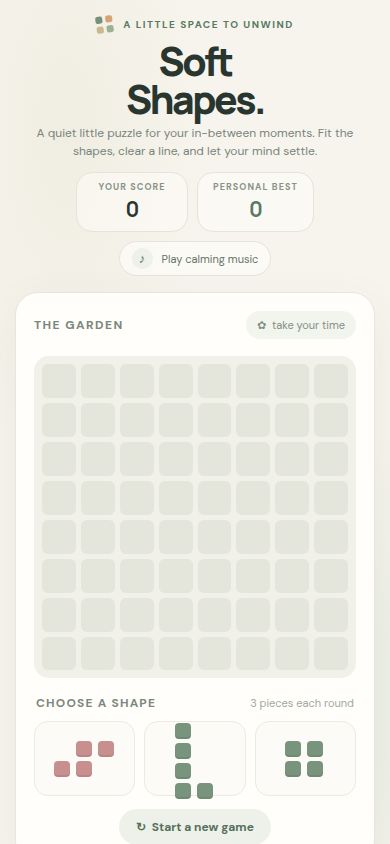 A LITTLE SPACE TO UNWIND
Soft
Shapes.
A quiet little puzzle for your in-between moments. Fit the
shapes, clear a line, and let your mind settle.
YOUR SCORE
0
PERSONAL BEST
0
♪ Play calming music
THE GARDEN
✿ take your time
CHOOSE A SHAPE
3 pieces each round
↻ Start a new game